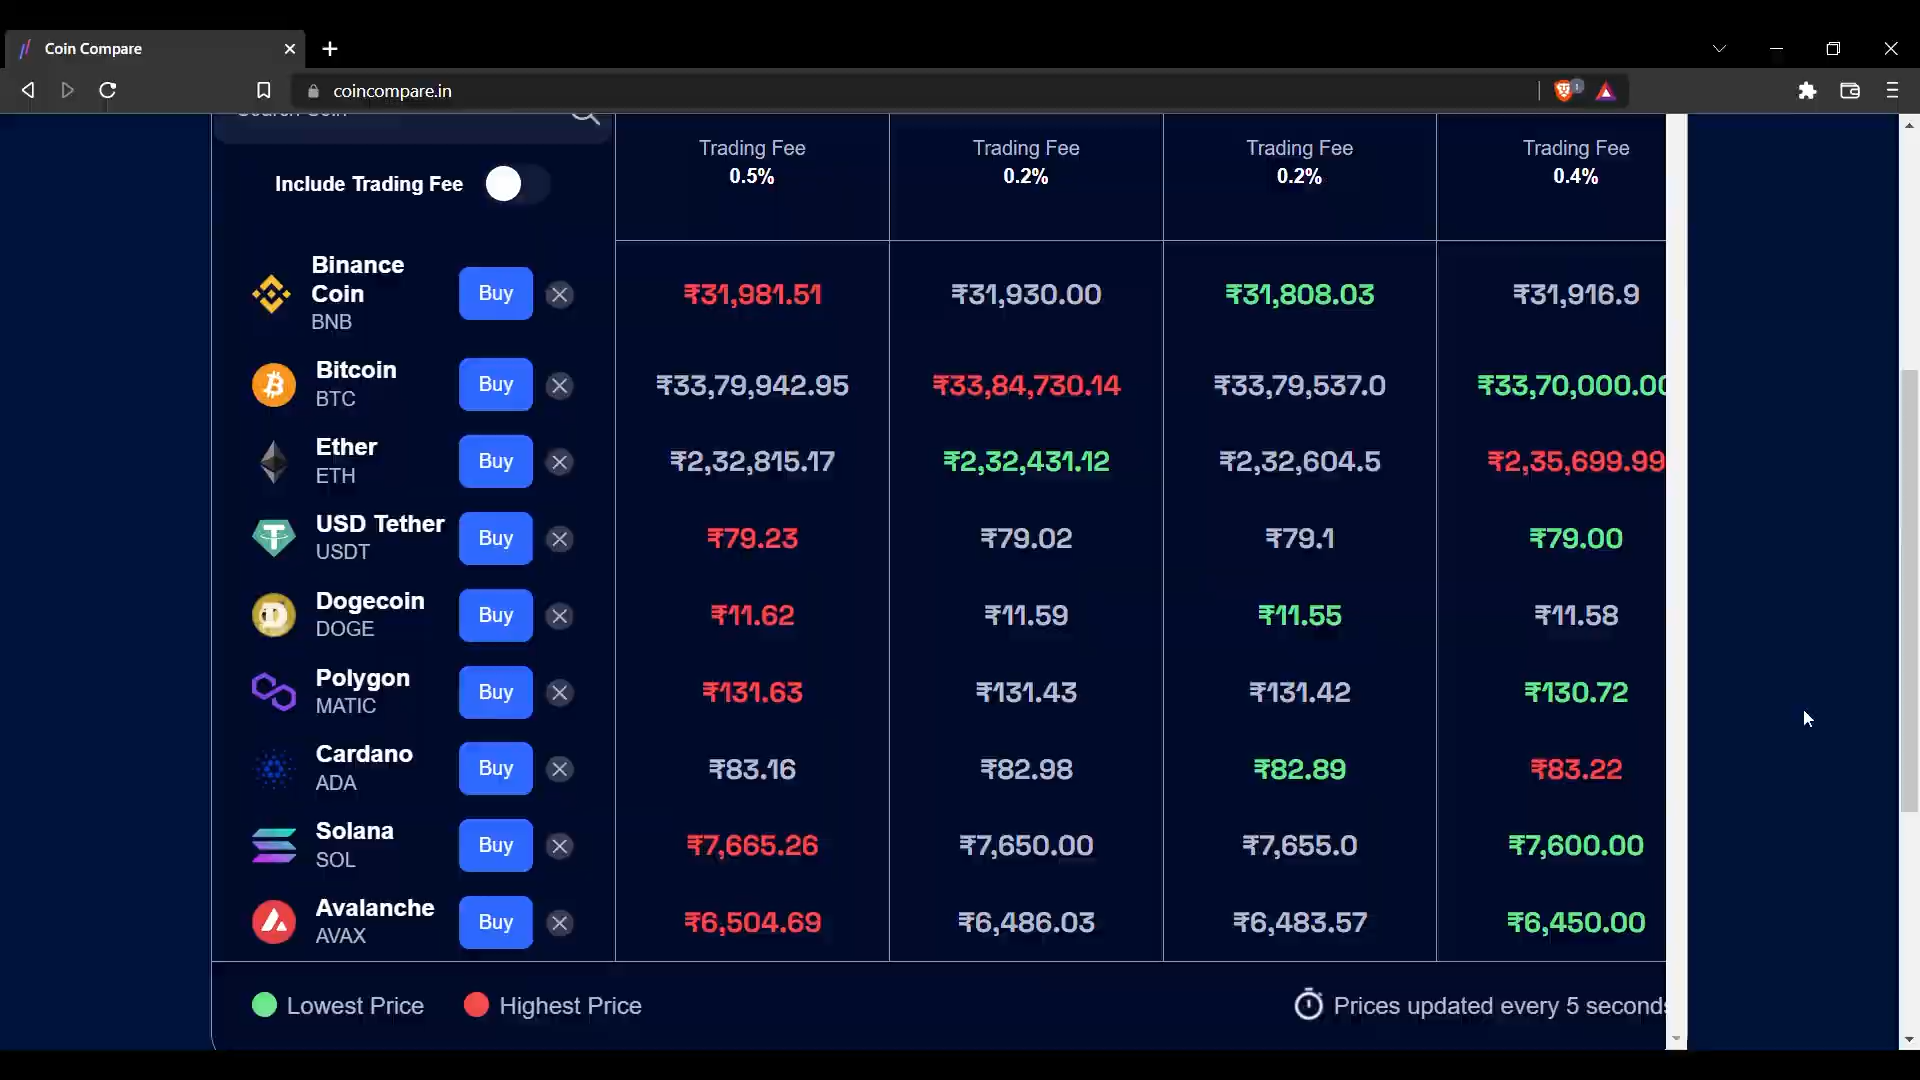 Coin Compare
coincompare.in
Search Coin
Include Trading Fee
Trading Fee
0.5%
Trading Fee
0.2%
Trading Fee
0.2%
Trading Fee
0.4%
Binance Coin
BNB
Buy
₹31,981.51
₹31,930.00
₹31,808.03
₹31,916.9
Bitcoin
BTC
Buy
₹33,79,942.95
₹33,84,730.14
₹33,79,537.0
₹33,70,000.00
Ether
ETH
Buy
₹2,32,815.17
₹2,32,431.12
₹2,32,604.5
₹2,35,699.99
USD Tether
USDT
Buy
₹79.23
₹79.02
₹79.1
₹79.00
Dogecoin
DOGE
Buy
₹11.62
₹11.59
₹11.55
₹11.58
Polygon
MATIC
Buy
₹131.63
₹131.43
₹131.42
₹130.72
Cardano
ADA
Buy
₹83.16
₹82.98
₹82.89
₹83.22
Solana
SOL
Buy
₹7,665.26
₹7,650.00
₹7,655.0
₹7,600.00
Avalanche
AVAX
Buy
₹6,504.69
₹6,486.03
₹6,483.57
₹6,450.00
Lowest Price
Highest Price
Prices updated every 5 seconds